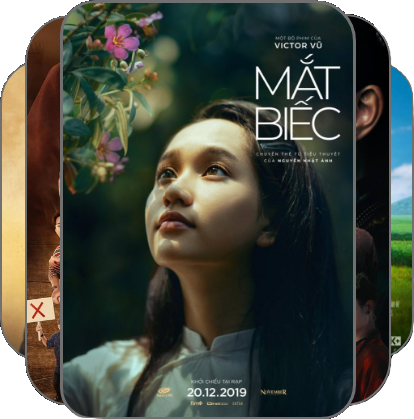 MỘT BỘ PHIM CỦA
VICTOR VŨ
MẮT
BIẾC
CHUYỂN THỂ TỪ TIỂU THUYẾT
CỦA NGUYỄN NHẬT ÁNH
KHỞI CHIẾU TẠI RẠP
20.12.2019
NOVEMBER